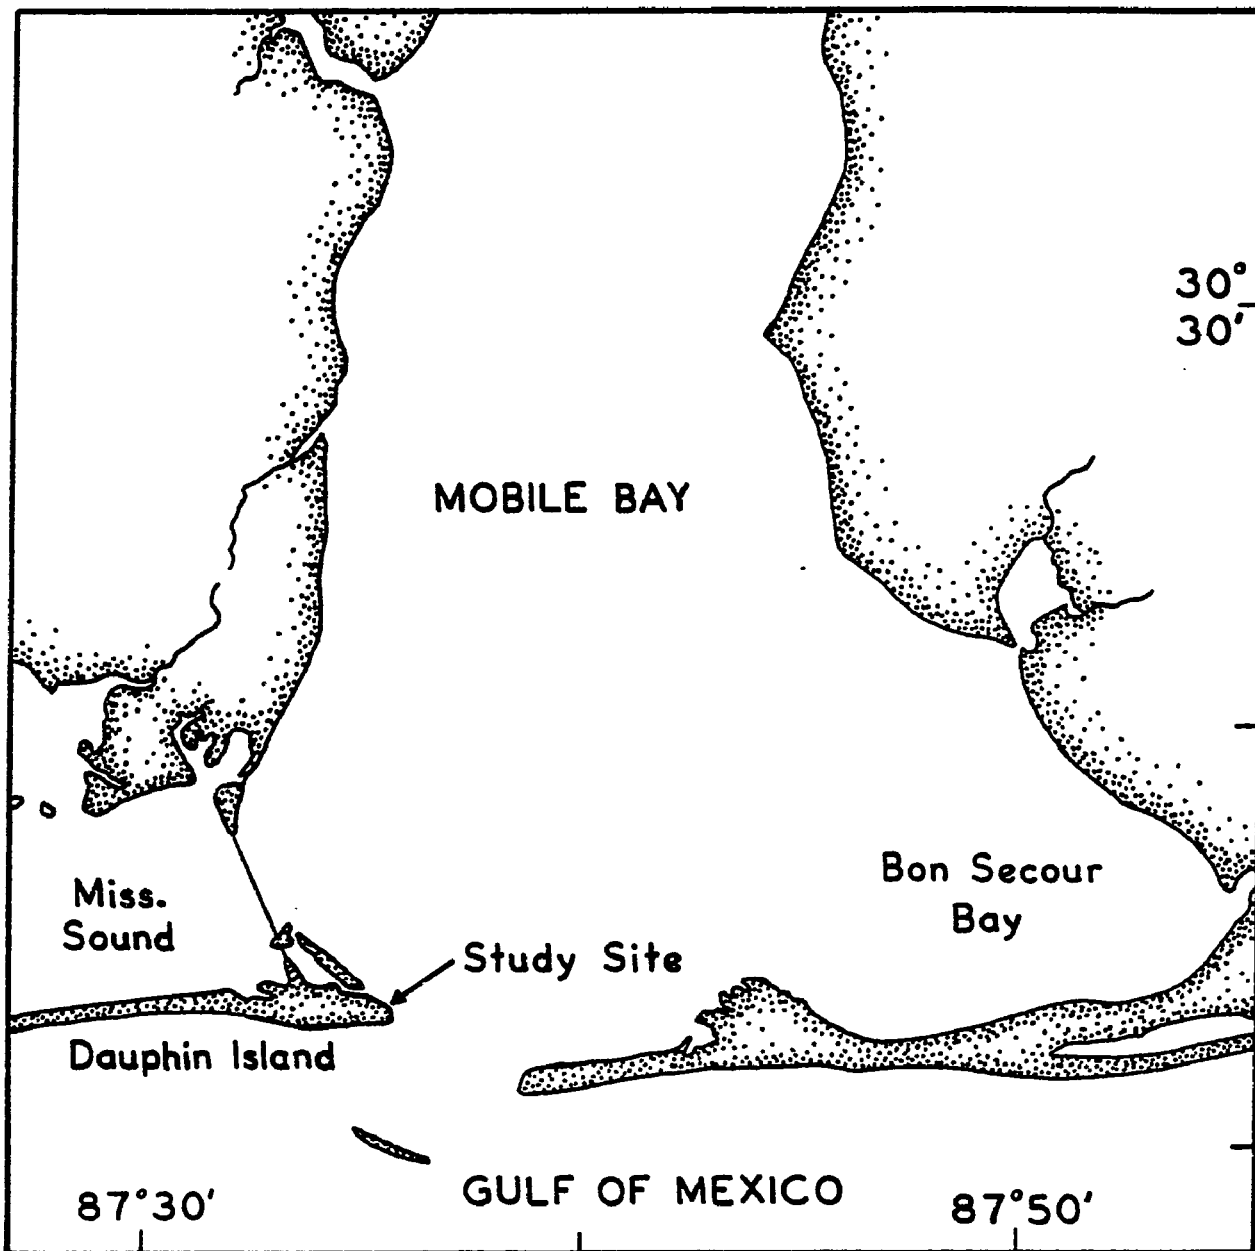 30°
30'
MOBILE BAY
Bon Secour
Bay
Miss.
Sound
Study Site
Dauphin Island
GULF OF MEXICO
87°30'
87°50'